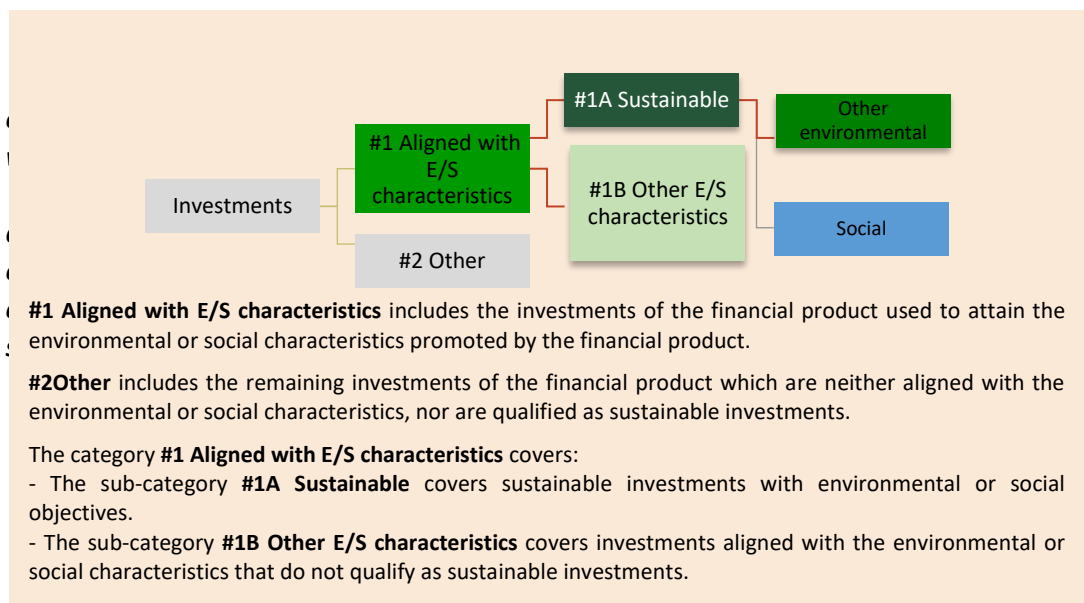 #1A Sustainable
Other
environmental
#1 Aligned with
E/S
characteristics
#1B Other E/S
characteristics
Investments
Social
#2 Other
#1 Aligned with E/S characteristics includes the investments of the financial product used to attain the
environmental or social characteristics promoted by the financial product.
#2Other includes the remaining investments of the financial product which are neither aligned with the
environmental or social characteristics, nor are qualified as sustainable investments.
The category #1 Aligned with E/S characteristics covers:
- The sub-category #1A Sustainable covers sustainable investments with environmental or social
objectives.
- The sub-category #1B Other E/S characteristics covers investments aligned with the environmental or
social characteristics that do not qualify as sustainable investments.